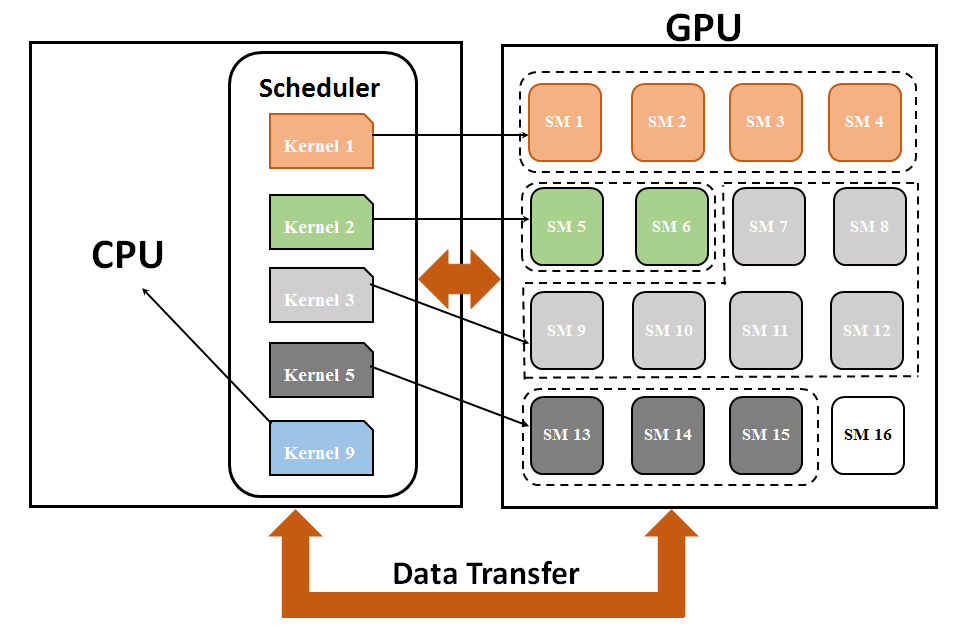 GPU
Scheduler
Kernel 1
Kernel 2
Kernel 3
Kernel 5
Kernel 9
CPU
SM 1
SM 2
SM 3
SM 4
SM 5
SM 6
SM 7
SM 8
SM 9
SM 10
SM 11
SM 12
SM 13
SM 14
SM 15
SM 16
Data Transfer